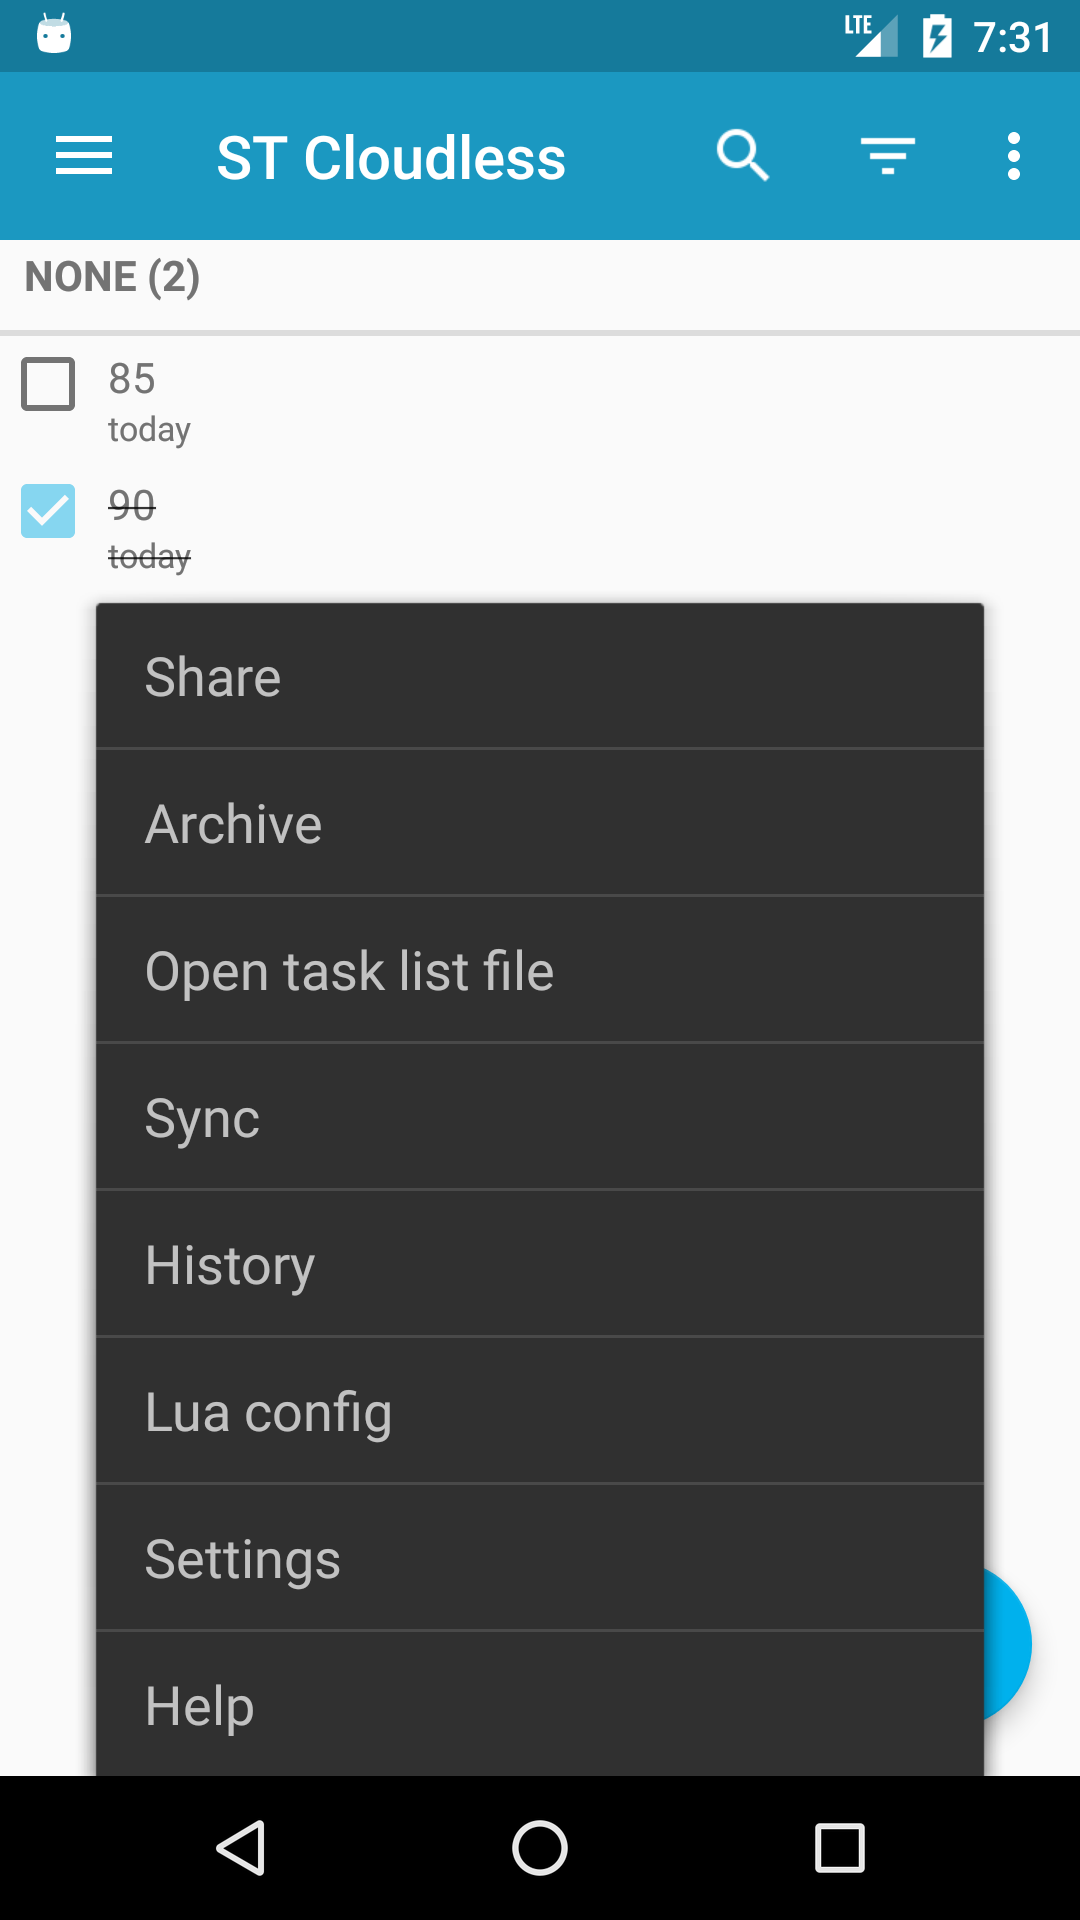 LTE 7:31
ST Cloudless
NONE (2)
85
today
90
today
Share
Archive
Open task list file
Sync
History
Lua config
Settings
Help